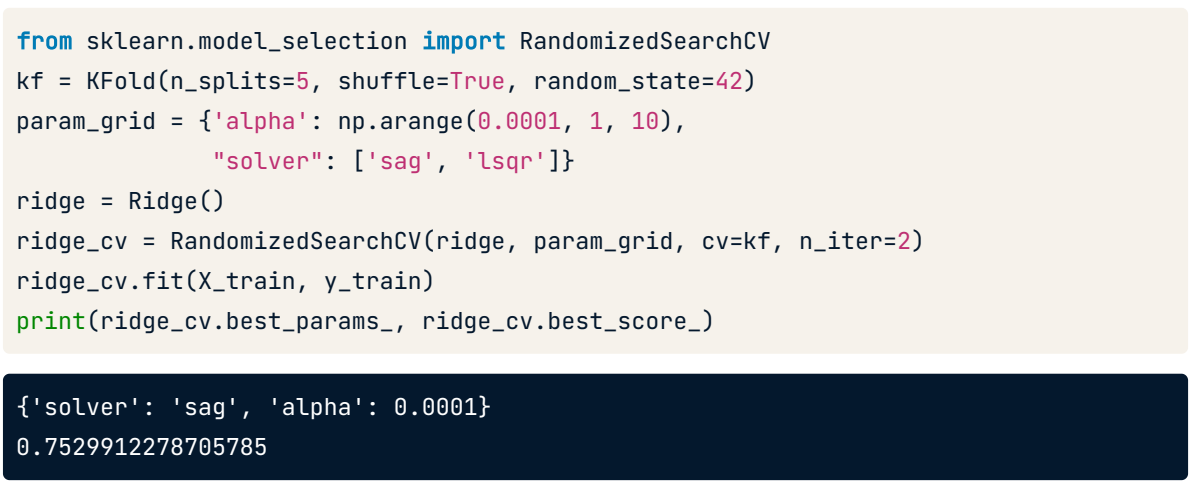 from sklearn.model_selection import RandomizedSearchCV
kf = KFold(n_splits=5, shuffle=True, random_state=42)
param_grid = {'alpha': np.arange(0.0001, 1, 10),
              "solver": ['sag', 'lsqr']}
ridge = Ridge()
ridge_cv = RandomizedSearchCV(ridge, param_grid, cv=kf, n_iter=2)
ridge_cv.fit(X_train, y_train)
print(ridge_cv.best_params_, ridge_cv.best_score_)
{'solver': 'sag', 'alpha': 0.0001}
0.7529912278705785